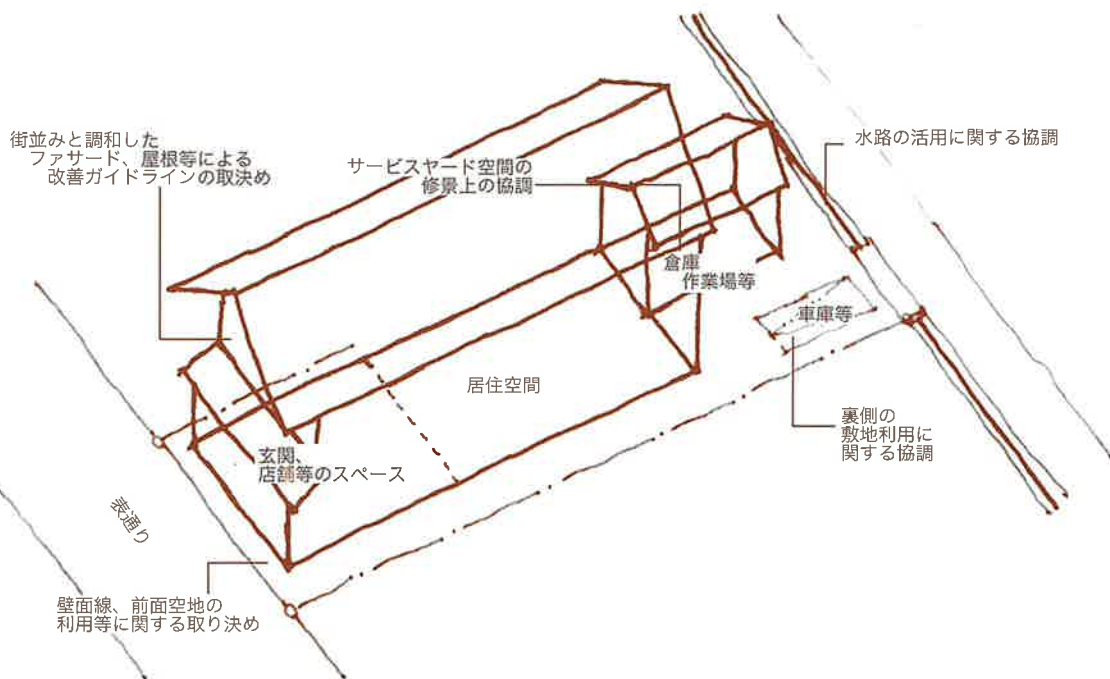 街並みと調和した
ファサード、屋根等による
改善ガイドラインの取決め
サービスヤード空間の
修景上の協調
水路の活用に関する協調
倉庫
作業場等
車庫等
居住空間
裏側の
敷地利用に
関する協調
玄関、
店舗等のスペース
表通り
壁面線、前面空地の
利用等に関する取り決め